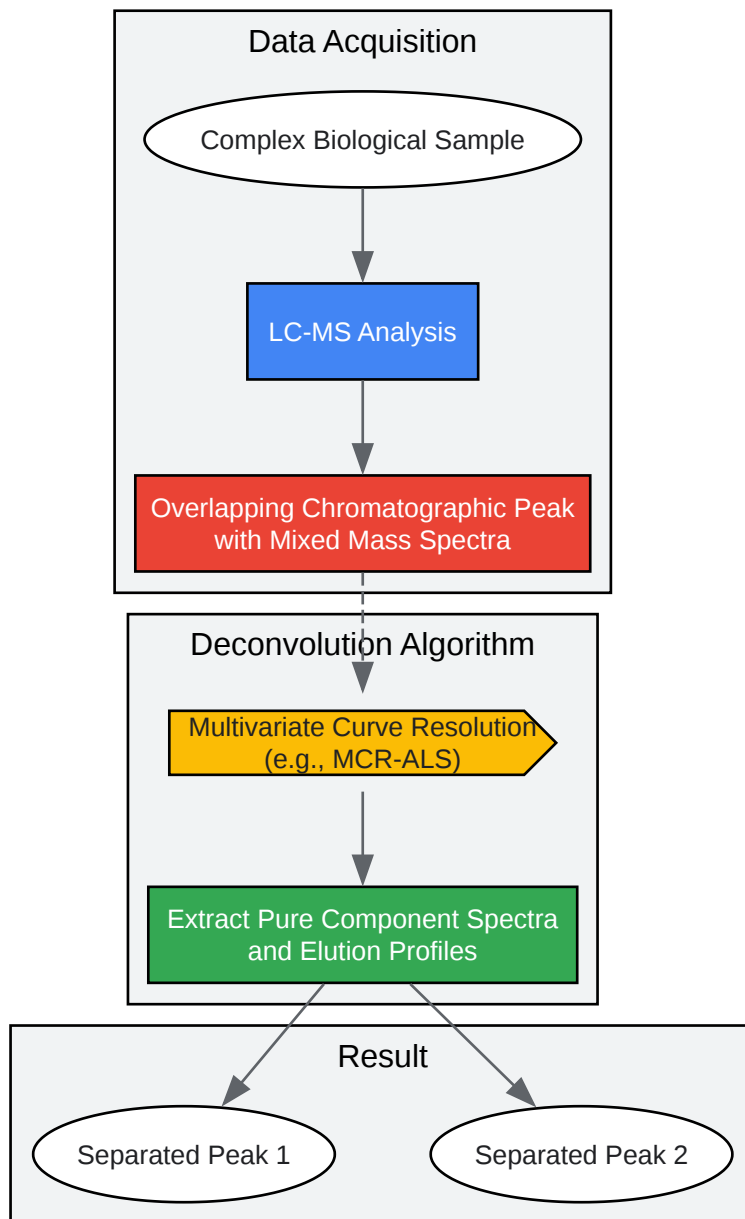 Data Acquisition
Complex Biological Sample
LC-MS Analysis
Overlapping Chromatographic Peak
with Mixed Mass Spectra
Deconvolution Algorithm
Multivariate Curve Resolution
(e.g., MCR-ALS)
Extract Pure Component Spectra
and Elution Profiles
Result
Separated Peak 1
Separated Peak 2